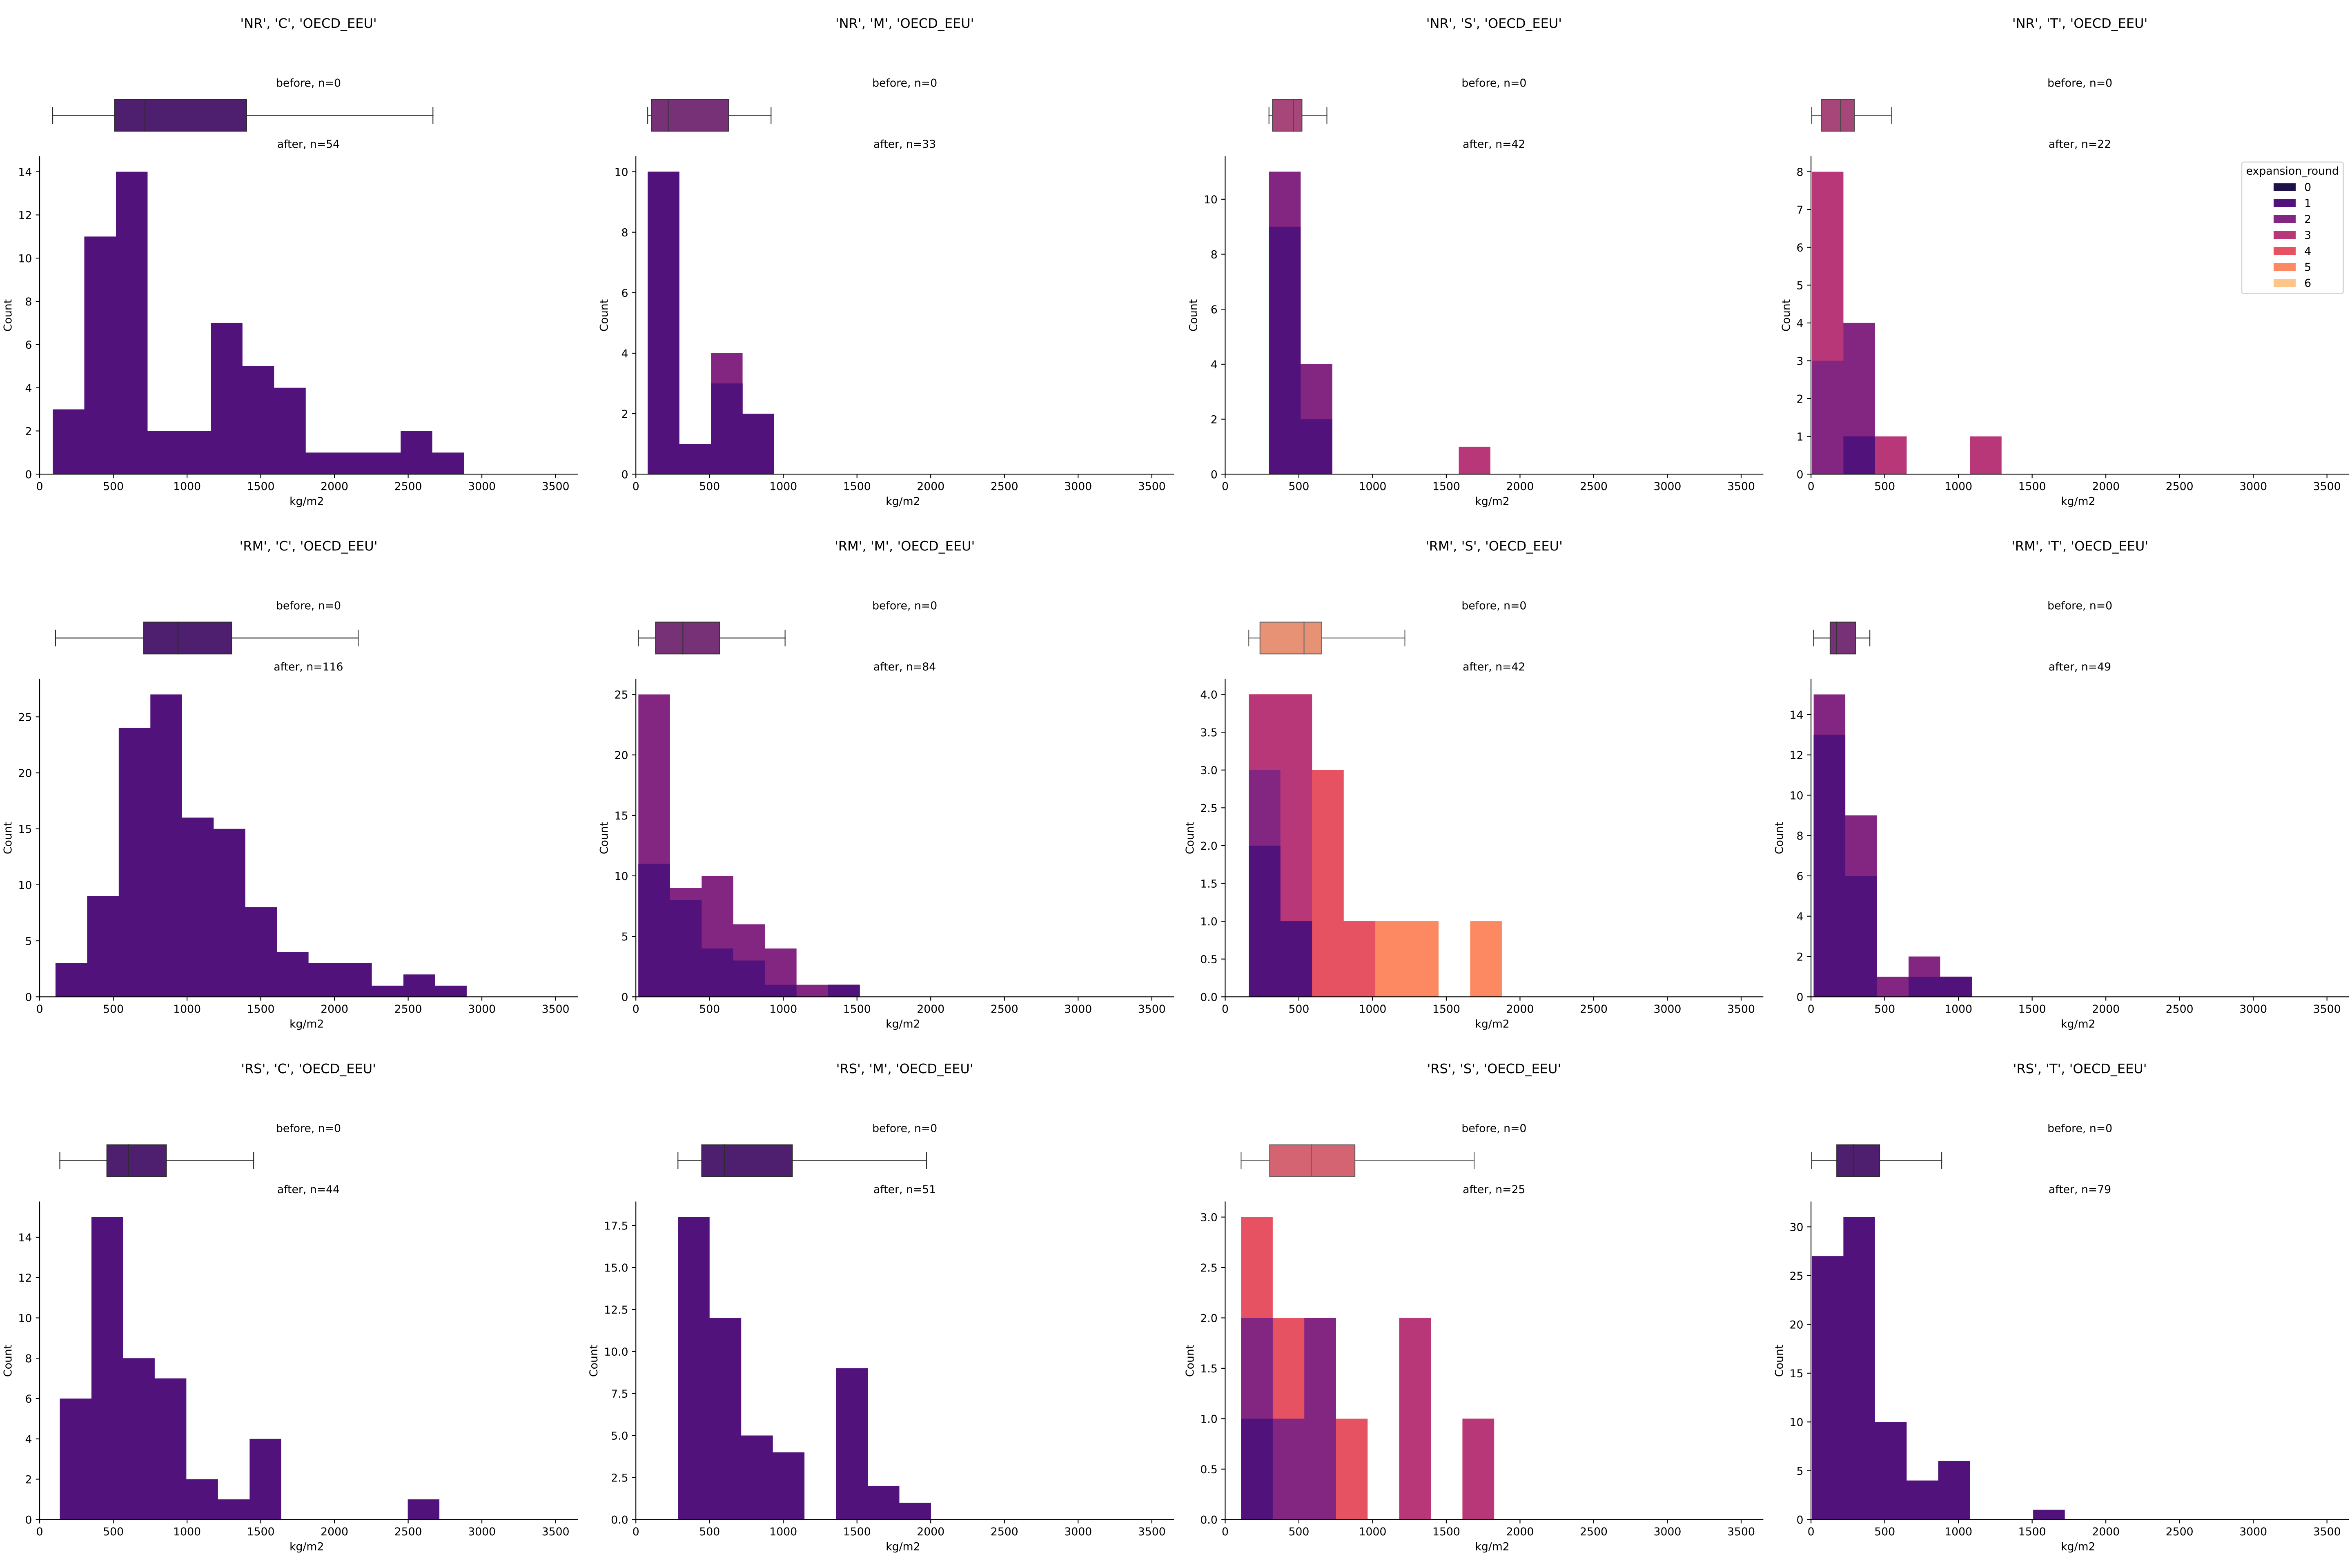 'NR', 'C', 'OECD_EEU'
before, n=0
after, n=54
Count
14
12
10
8
6
4
2
0
0 500 1000 1500 2000 2500 3000 3500
kg/m2
'NR', 'M', 'OECD_EEU'
before, n=0
after, n=33
Count
10
8
6
4
2
0
0 500 1000 1500 2000 2500 3000 3500
kg/m2
'NR', 'S', 'OECD_EEU'
before, n=0
after, n=42
Count
10
8
6
4
2
0
0 500 1000 1500 2000 2500 3000 3500
kg/m2
'NR', 'T', 'OECD_EEU'
before, n=0
after, n=22
Count
8
7
6
5
4
3
2
1
0
0 500 1000 1500 2000 2500 3000 3500
kg/m2
expansion_round
0
1
2
3
4
5
6
'RM', 'C', 'OECD_EEU'
before, n=0
after, n=116
Count
25
20
15
10
5
0
0 500 1000 1500 2000 2500 3000 3500
kg/m2
'RM', 'M', 'OECD_EEU'
before, n=0
after, n=84
Count
25
20
15
10
5
0
0 500 1000 1500 2000 2500 3000 3500
kg/m2
'RM', 'S', 'OECD_EEU'
before, n=0
after, n=42
Count
4.0
3.5
3.0
2.5
2.0
1.5
1.0
0.5
0.0
0 500 1000 1500 2000 2500 3000 3500
kg/m2
'RM', 'T', 'OECD_EEU'
before, n=0
after, n=49
Count
14
12
10
8
6
4
2
0
0 500 1000 1500 2000 2500 3000 3500
kg/m2
'RS', 'C', 'OECD_EEU'
before, n=0
after, n=44
Count
14
12
10
8
6
4
2
0
0 500 1000 1500 2000 2500 3000 3500
kg/m2
'RS', 'M', 'OECD_EEU'
before, n=0
after, n=51
Count
17.5
15.0
12.5
10.0
7.5
5.0
2.5
0.0
0 500 1000 1500 2000 2500 3000 3500
kg/m2
'RS', 'S', 'OECD_EEU'
before, n=0
after, n=25
Count
3.0
2.5
2.0
1.5
1.0
0.5
0.0
0 500 1000 1500 2000 2500 3000 3500
kg/m2
'RS', 'T', 'OECD_EEU'
before, n=0
after, n=79
Count
30
25
20
15
10
5
0
0 500 1000 1500 2000 2500 3000 3500
kg/m2